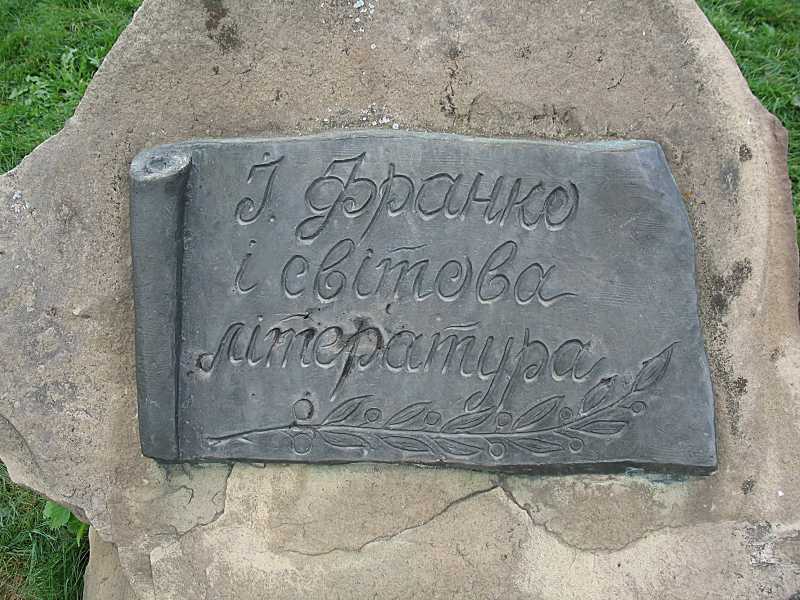 І. Франко
і світова
література